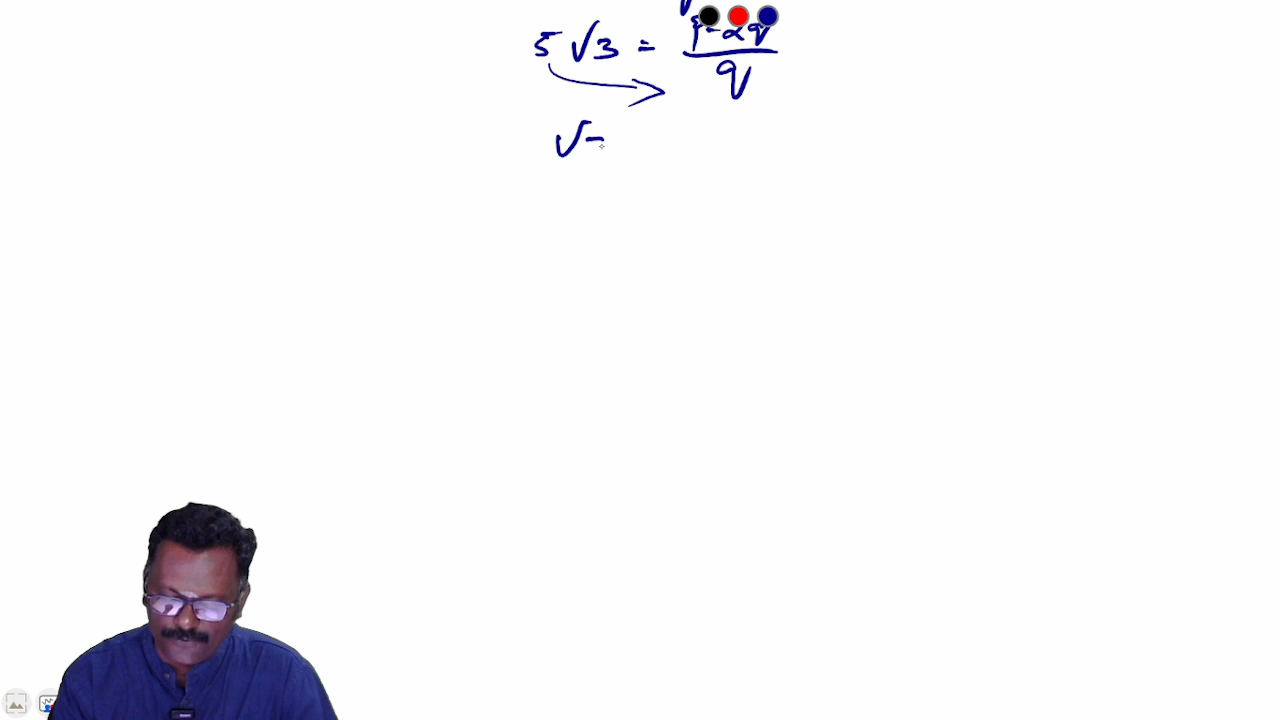 5 √3 = (p - 2q)/q
√